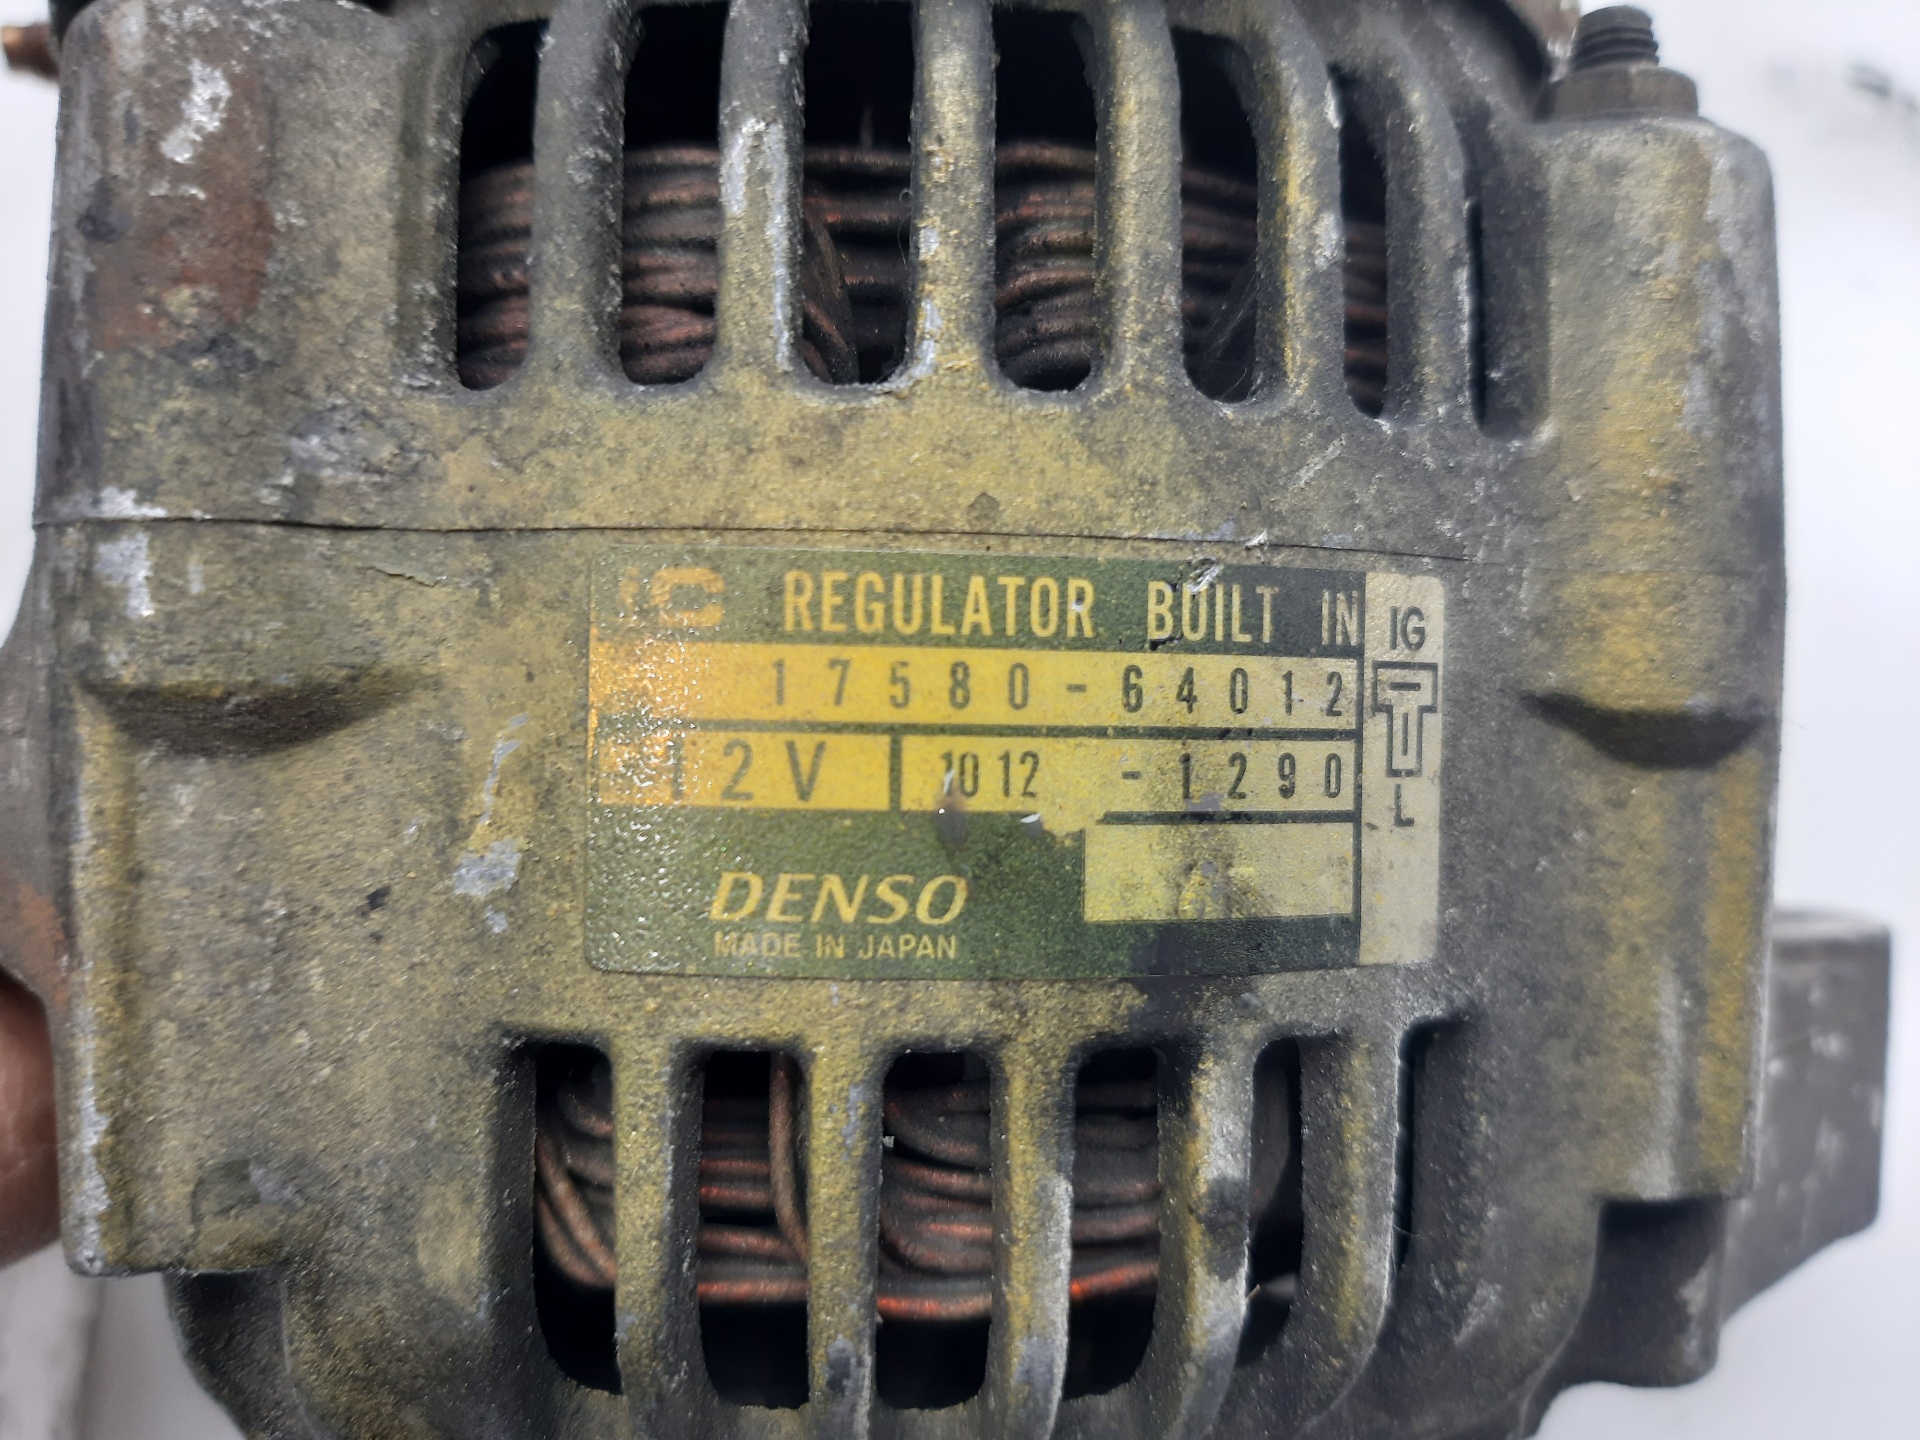 IC REGULATOR BUILT IN
17580-64012
12V 1012 -1290
DENSO
MADE IN JAPAN
IG
L